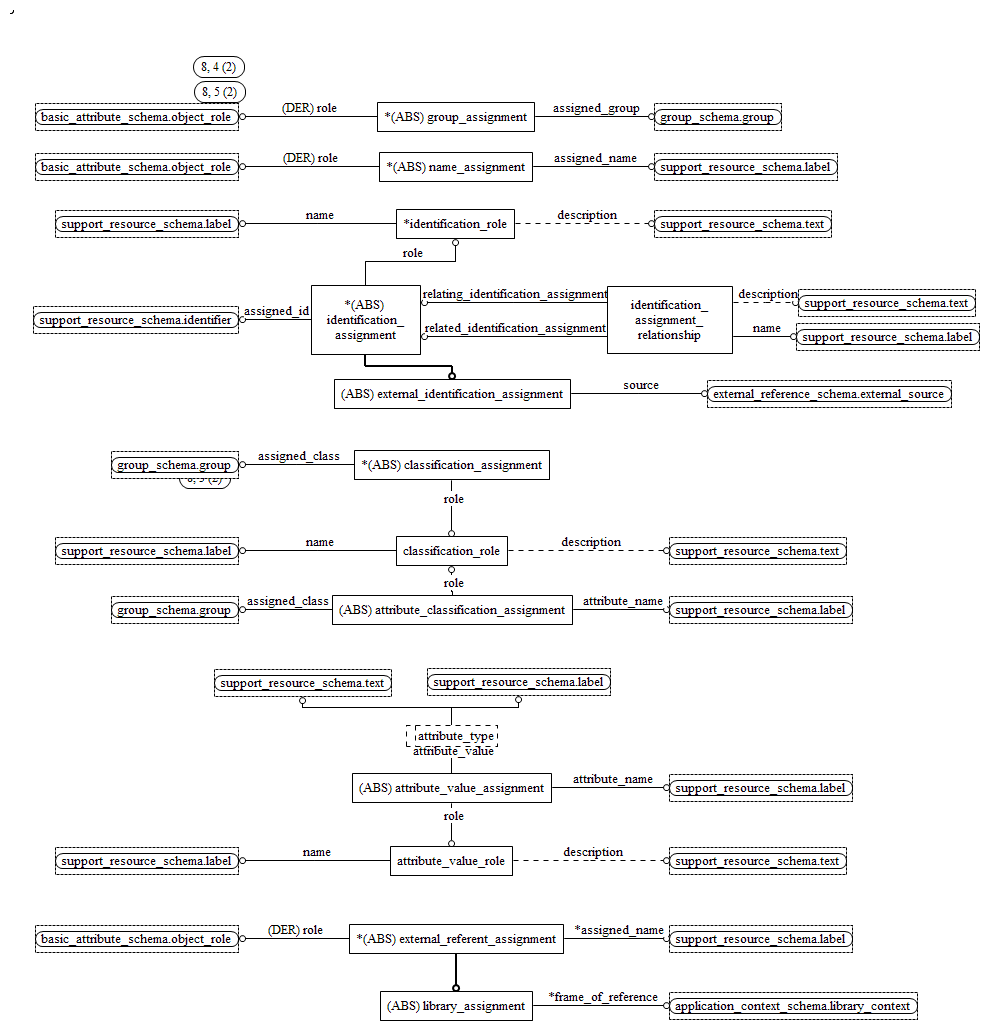 8, 4 (2)
8, 5 (2)
basic_attribute_schema.object_role
(DER) role
*(ABS) group_assignment
assigned_group
group_schema.group
basic_attribute_schema.object_role
(DER) role
*(ABS) name_assignment
assigned_name
support_resource_schema.label
support_resource_schema.label
name
*identification_role
description
support_resource_schema.text
role
support_resource_schema.identifier
assigned_id
*(ABS)
identification_
assignment
relating_identification_assignment
related_identification_assignment
identification_
assignment_
relationship
description
support_resource_schema.text
name
support_resource_schema.label
(ABS) external_identification_assignment
source
external_reference_schema.external_source
group_schema.group
assigned_class
*(ABS) classification_assignment
role
support_resource_schema.label
name
classification_role
description
support_resource_schema.text
role
group_schema.group
assigned_class
(ABS) attribute_classification_assignment
attribute_name
support_resource_schema.label
support_resource_schema.text
support_resource_schema.label
attribute_type
attribute_value
(ABS) attribute_value_assignment
attribute_name
support_resource_schema.label
role
support_resource_schema.label
name
attribute_value_role
description
support_resource_schema.text
basic_attribute_schema.object_role
(DER) role
*(ABS) external_referent_assignment
*assigned_name
support_resource_schema.label
(ABS) library_assignment
*frame_of_reference
application_context_schema.library_context